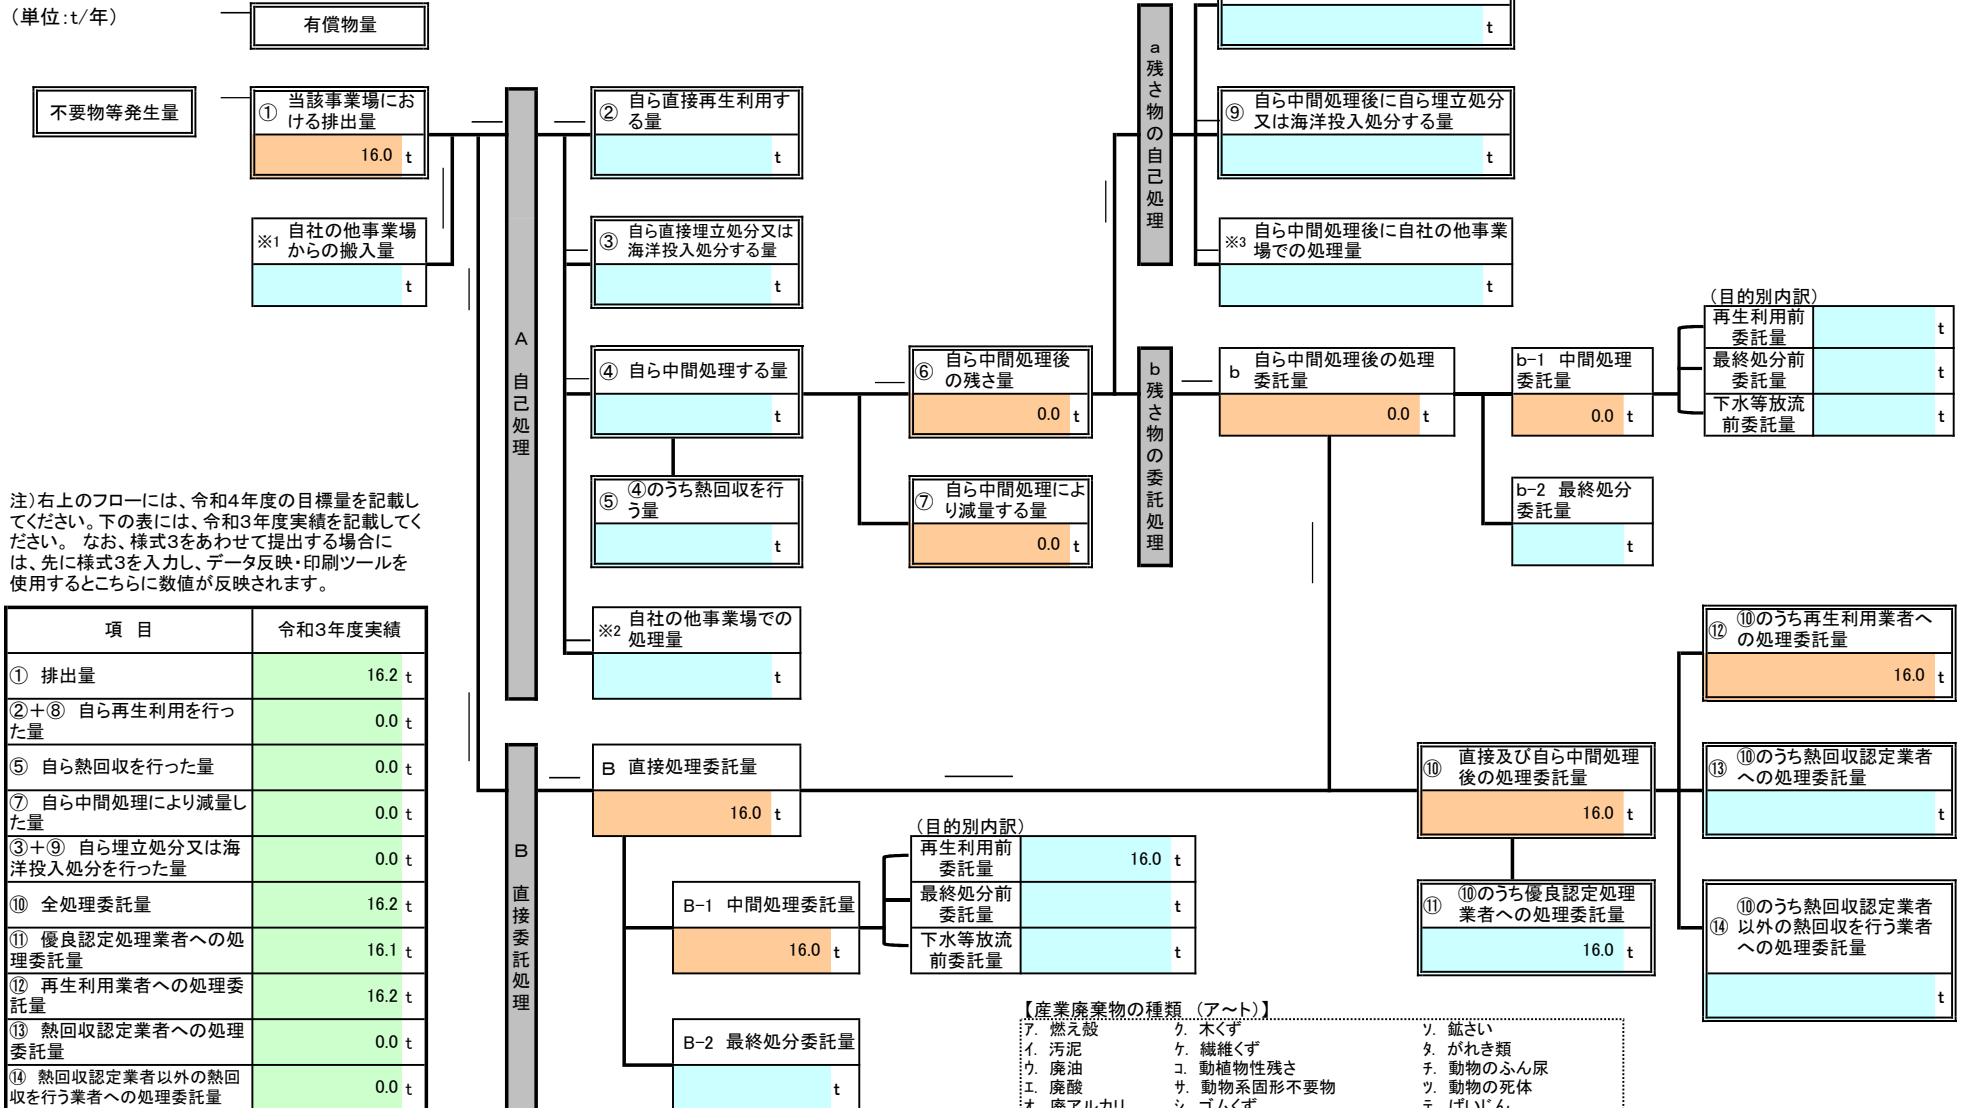 (単位:t/年)
有償物量
t
不要物等発生量
① 当該事業場にお
ける排出量
16.0 t
※1 自社の他事業場
からの搬入量
t
A 自己処理
② 自ら直接再生利用す
る量
t
③ 自ら直接埋立処分又は
海洋投入処分する量
t
④ 自ら中間処理する量
t
⑤ ④のうち熱回収を行
う量
t
※2 自社の他事業場での
処理量
t
⑥ 自ら中間処理後
の残さ量
0.0 t
⑦ 自ら中間処理によ
り減量する量
0.0 t
a 残さ物の自己処理
⑨ 自ら中間処理後に自ら埋立処分
又は海洋投入処分する量
t
※3 自ら中間処理後に自社の他事業
場での処理量
t
b 残さ物の委託処理
b 自ら中間処理後の処理
委託量
0.0 t
b-1 中間処理
委託量
0.0 t
(目的別内訳)
再生利用前
委託量
t
最終処分前
委託量
t
下水等放流
前委託量
t
b-2 最終処分
委託量
t
注)右上のフローには、令和4年度の目標量を記載し
てください。下の表には、令和3年度実績を記載してく
ださい。 なお、様式3をあわせて提出する場合に
は、先に様式3を入力し、データ反映・印刷ツールを
使用するとこちらに数値が反映されます。
項 目 令和3年度実績
① 排出量 16.2 t
②+⑧ 自ら再生利用を行っ
た量
0.0 t
⑤ 自ら熱回収を行った量 0.0 t
⑦ 自ら中間処理により減量し
た量
0.0 t
③+⑨ 自ら埋立処分又は海
洋投入処分を行った量
0.0 t
⑩ 全処理委託量 16.2 t
⑪ 優良認定処理業者への処
理委託量
16.1 t
⑫ 再生利用業者への処理委
託量
16.2 t
⑬ 熱回収認定業者への処理
委託量
0.0 t
⑭ 熱回収認定業者以外の熱回
収を行う業者への処理委託量
0.0 t
B 直接委託処理
B 直接処理委託量
16.0 t
B-1 中間処理委託量
16.0 t
(目的別内訳)
再生利用前
委託量
16.0 t
最終処分前
委託量
t
下水等放流
前委託量
t
B-2 最終処分委託量
t
⑩ 直接及び自ら中間処理
後の処理委託量
16.0 t
⑪ ⑩のうち優良認定処理
業者への処理委託量
16.0 t
⑫ ⑩のうち再生利用業者へ
の処理委託量
16.0 t
⑬ ⑩のうち熱回収認定業者
への処理委託量
t
⑭ ⑩のうち熱回収認定業者
以外の熱回収を行う業者
への処理委託量
t
【産業廃棄物の種類 (ア~ト)】
ア. 燃え殻 ク. 木くず ソ. 鉱さい
イ. 汚泥 ケ. 繊維くず タ. がれき類
ウ. 廃油 コ. 動植物性残さ チ. 動物のふん尿
エ. 廃酸 サ. 動物系固形不要物 ツ. 動物の死体
オ. 廃アルカリ シ. ゴムくず テ. ばいじん